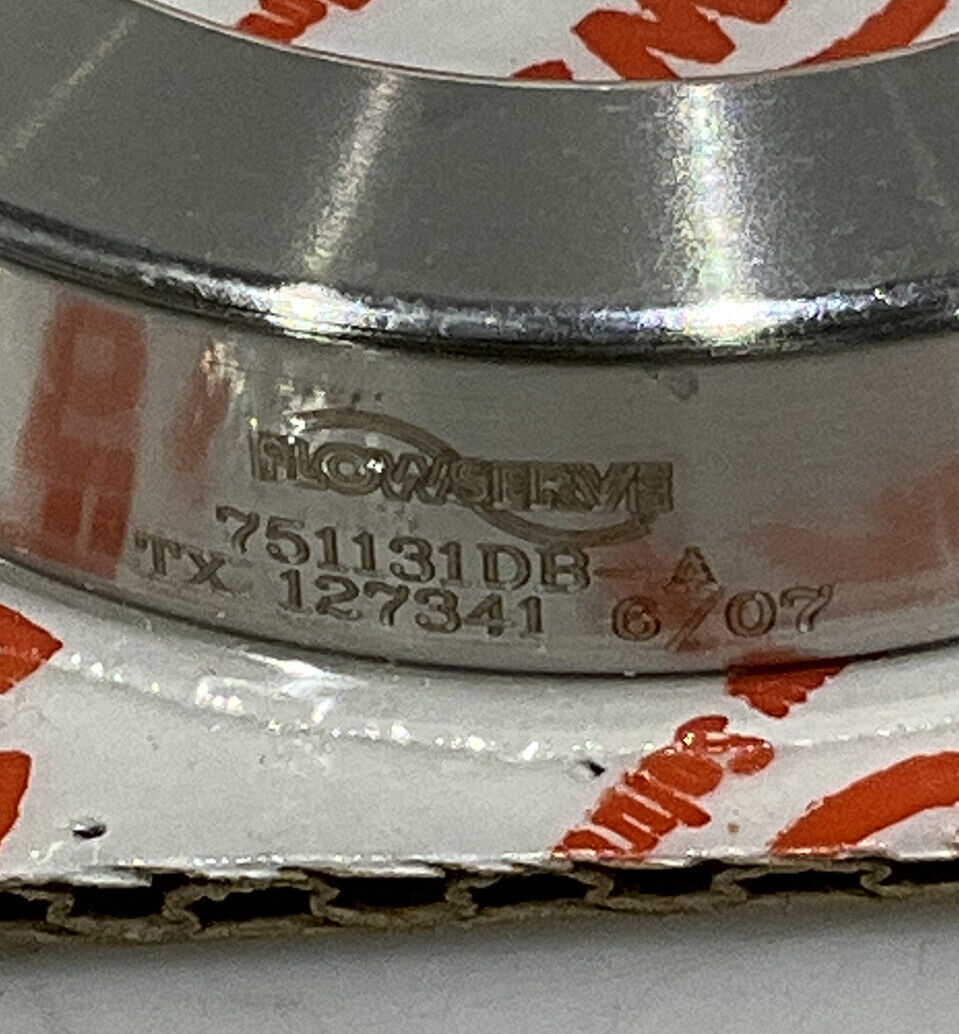 FLOWSERVE
751131DB- A
TX 127341 6/07